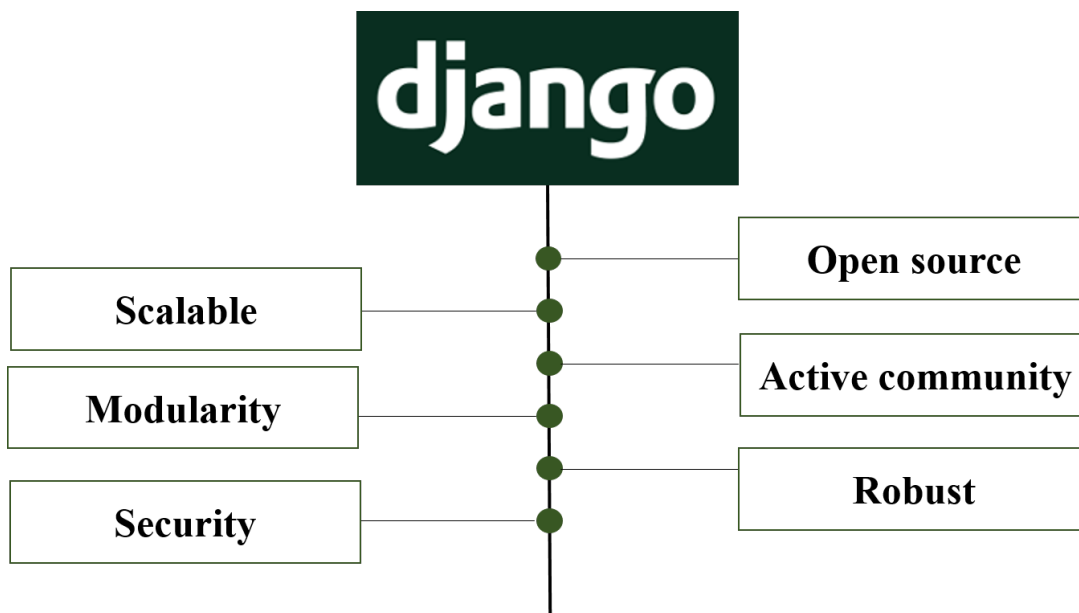 django
Open source
Scalable
Active community
Modularity
Robust
Security